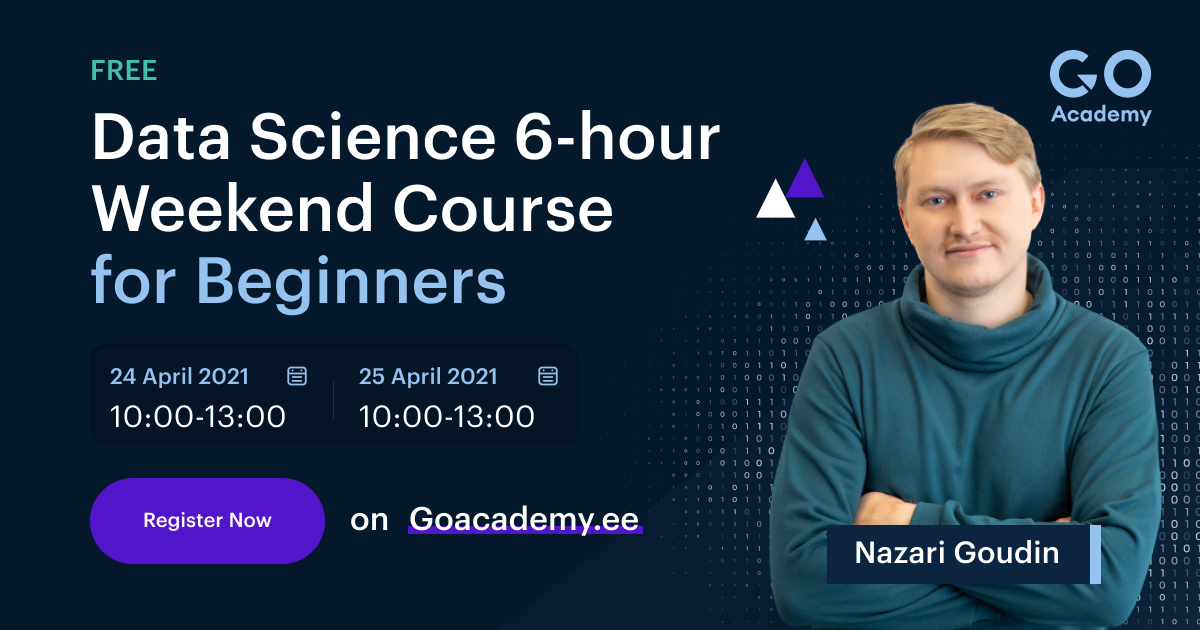 FREE
GO
Academy
Data Science 6-hour
Weekend Course
for Beginners
24 April 2021
10:00-13:00
25 April 2021
10:00-13:00
Register Now
on Goacademy.ee
Nazari Goudin